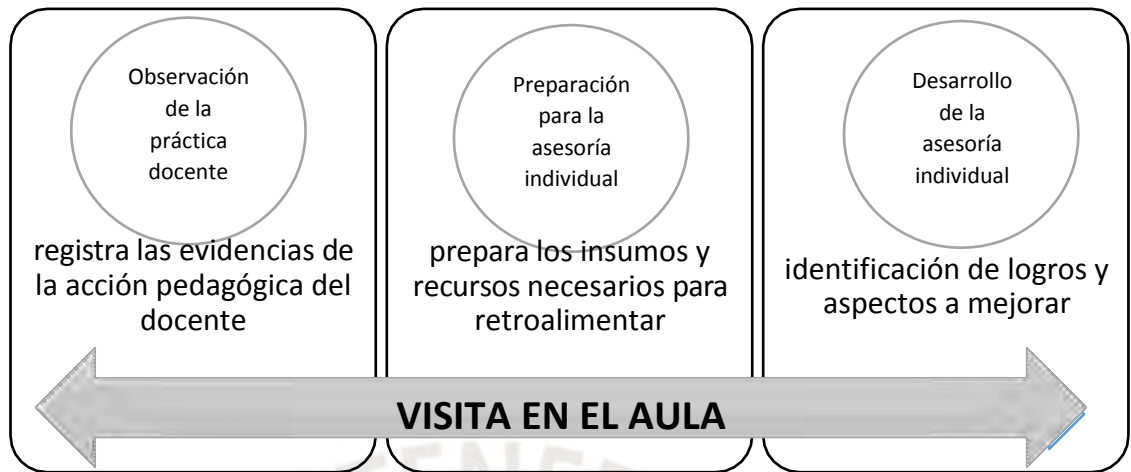 Observación
de la
práctica
docente
registra las evidencias de
la acción pedagógica del
docente
Preparación
para la
asesoría
individual
prepara los insumos y
recursos necesarios para
retroalimentar
Desarrollo
de la
asesoría
individual
identificación de logros y
aspectos a mejorar
VISITA EN EL AULA